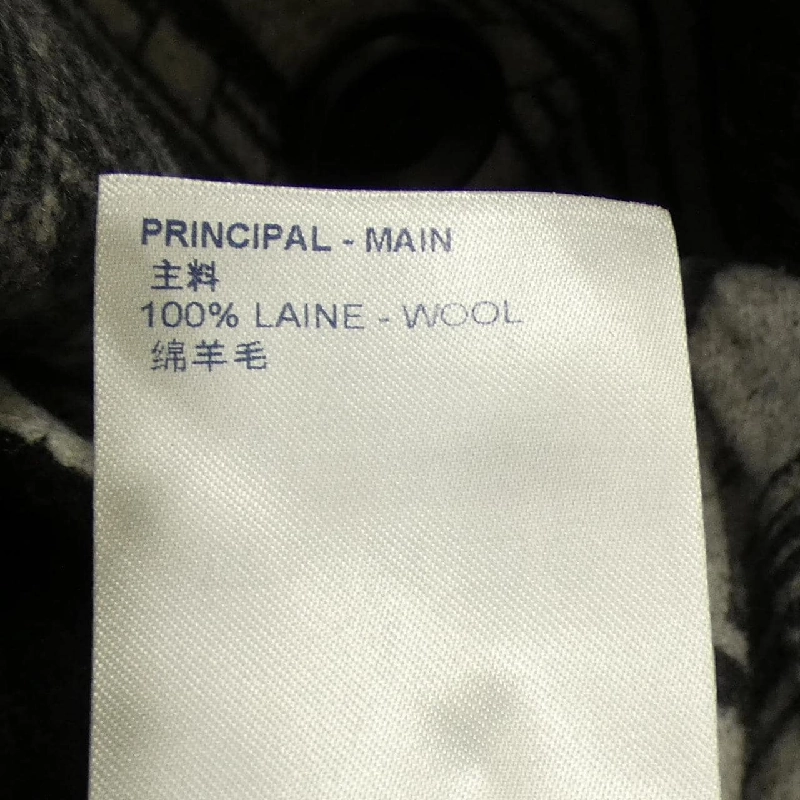 PRINCIPAL - MAIN
主料
100% LAINE - WOOL
绵羊毛